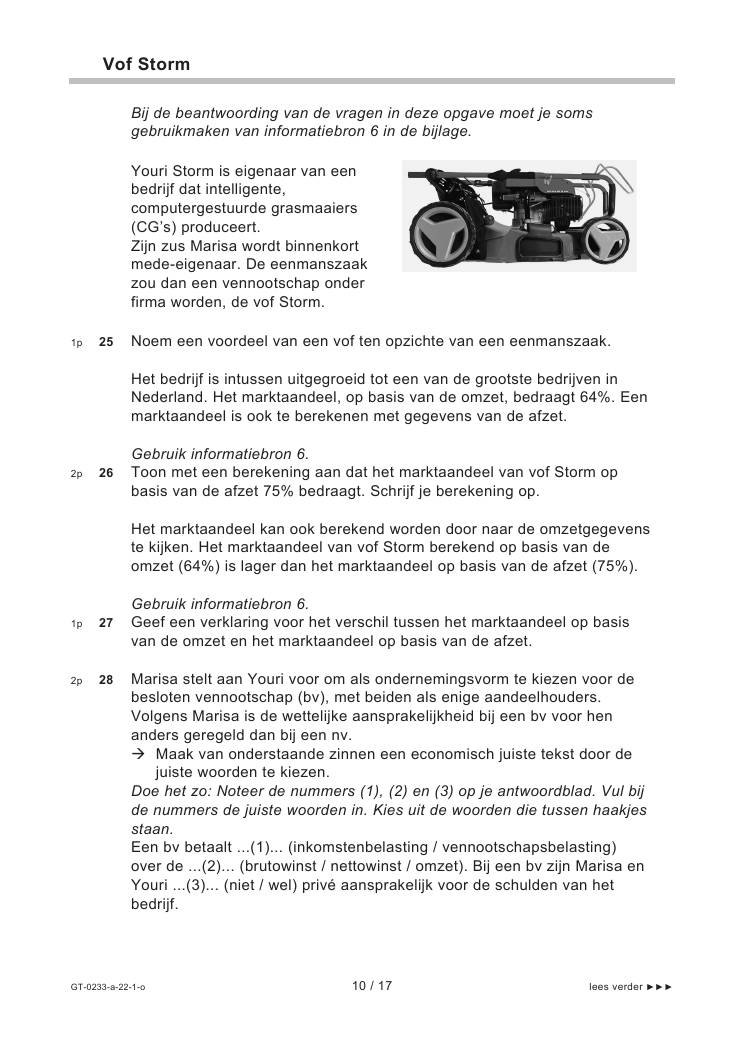 Vof Storm
Bij de beantwoording van de vragen in deze opgave moet je soms
gebruikmaken van informatiebron 6 in de bijlage.
Youri Storm is eigenaar van een
bedrijf dat intelligente,
computergestuurde grasmaaiers
(CG's) produceert.
Zijn zus Marisa wordt binnenkort
mede-eigenaar. De eenmanszaak
zou dan een vennootschap onder
firma worden, de vof Storm.
1p 25 Noem een voordeel van een vof ten opzichte van een eenmanszaak.
Het bedrijf is intussen uitgegroeid tot een van de grootste bedrijven in
Nederland. Het marktaandeel, op basis van de omzet, bedraagt 64%. Een
marktaandeel is ook te berekenen met gegevens van de afzet.
Gebruik informatiebron 6.
2p 26 Toon met een berekening aan dat het marktaandeel van vof Storm op
basis van de afzet 75% bedraagt. Schrijf je berekening op.
Het marktaandeel kan ook berekend worden door naar de omzetgegevens
te kijken. Het marktaandeel van vof Storm berekend op basis van de
omzet (64%) is lager dan het marktaandeel op basis van de afzet (75%).
Gebruik informatiebron 6.
1p 27 Geef een verklaring voor het verschil tussen het marktaandeel op basis
van de omzet en het marktaandeel op basis van de afzet.
2p 28 Marisa stelt aan Youri voor om als ondernemingsvorm te kiezen voor de
besloten vennootschap (bv), met beiden als enige aandeelhouders.
Volgens Marisa is de wettelijke aansprakelijkheid bij een bv voor hen
anders geregeld dan bij een nv.
→ Maak van onderstaande zinnen een economisch juiste tekst door de
juiste woorden te kiezen.
Doe het zo: Noteer de nummers (1), (2) en (3) op je antwoordblad. Vul bij
de nummers de juiste woorden in. Kies uit de woorden die tussen haakjes
staan.
Een bv betaalt ...(1)... (inkomstenbelasting / vennootschapsbelasting)
over de ...(2)... (brutowinst / nettowinst / omzet). Bij een bv zijn Marisa en
Youri ...(3)... (niet / wel) privé aansprakelijk voor de schulden van het
bedrijf.
GT-0233-a-22-1-o 10 / 17 lees verder ►►►